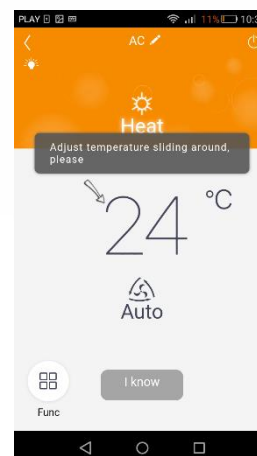 PLAY 11% 10:3
AC
Heat
Adjust temperature sliding around,
please
24 °C
Auto
I know
Func